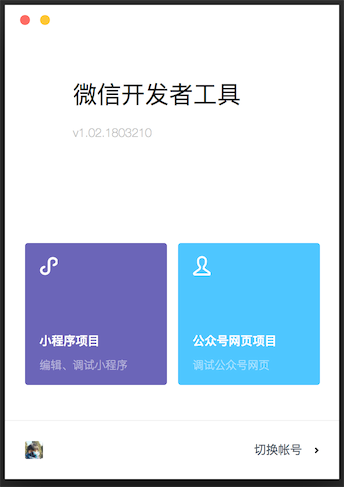 微信开发者工具
v1.02.1803210
小程序项目
编辑、调试小程序
公众号网页项目
调试公众号网页
切换帐号